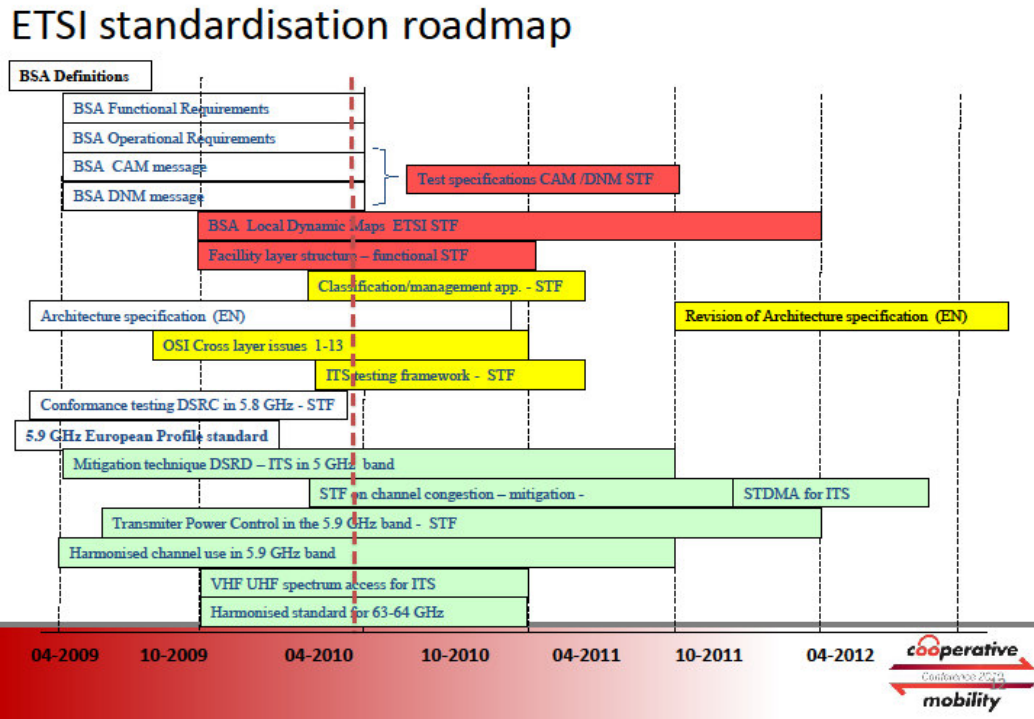 ETSI standardisation roadmap
BSA Definitions
BSA Functional Requirements
BSA Operational Requirements
BSA CAM message
Test specifications CAM /DNM STF
BSA DNM message
BSA Local Dynamic Maps ETSI STF
Facillity layer structure – functional STF
Classification/management app. - STF
Architecture specification (EN)
Revision of Architecture specification (EN)
OSI Cross layer issues 1-13
ITS testing framework - STF
Conformance testing DSRC in 5.8 GHz - STF
5.9 GHz European Profile standard
Mitigation technique DSRD – ITS in 5 GHz band
STF on channel congestion – mitigation -
STDMA for ITS
Transmiter Power Control in the 5.9 GHz band - STF
Harmonised channel use in 5.9 GHz band
VHF UHF spectrum access for ITS
Harmonised standard for 63-64 GHz
04-2009 10-2009 04-2010 10-2010 04-2011 10-2011 04-2012
cooperative
Conference
mobility